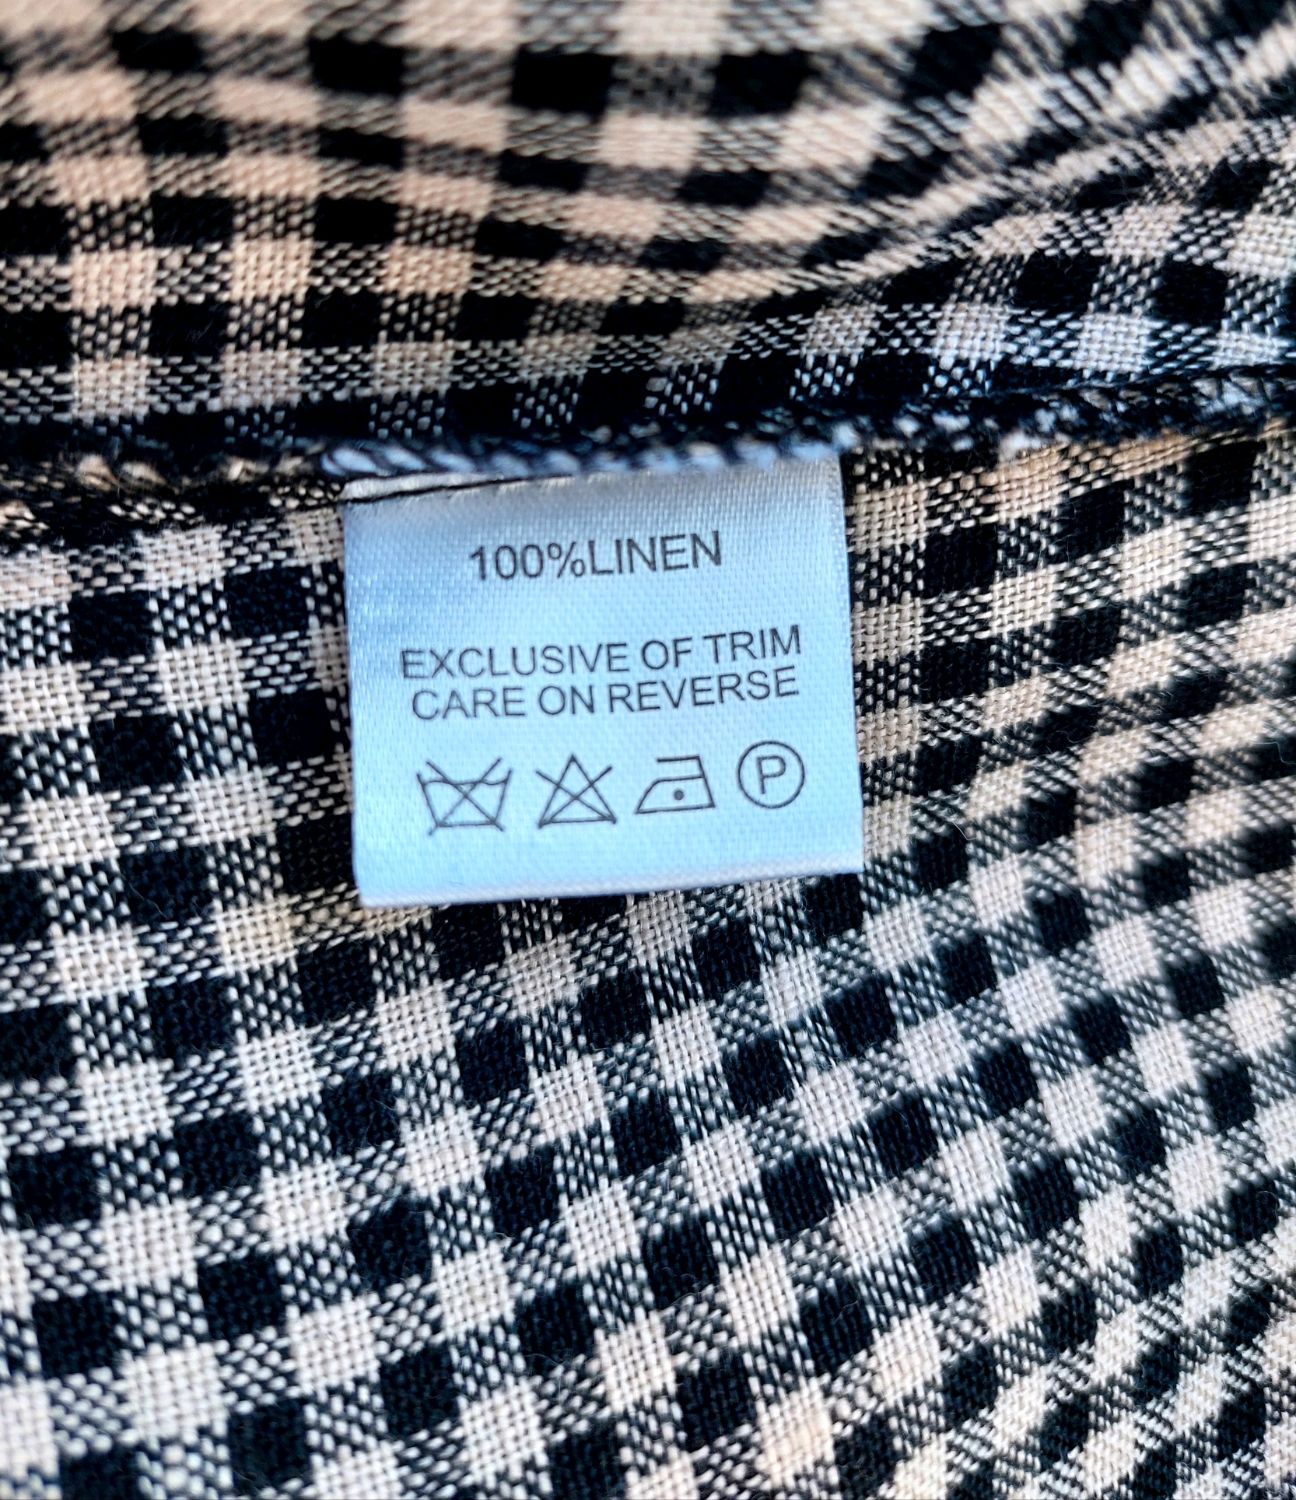 100%LINEN
EXCLUSIVE OF TRIM
CARE ON REVERSE
P